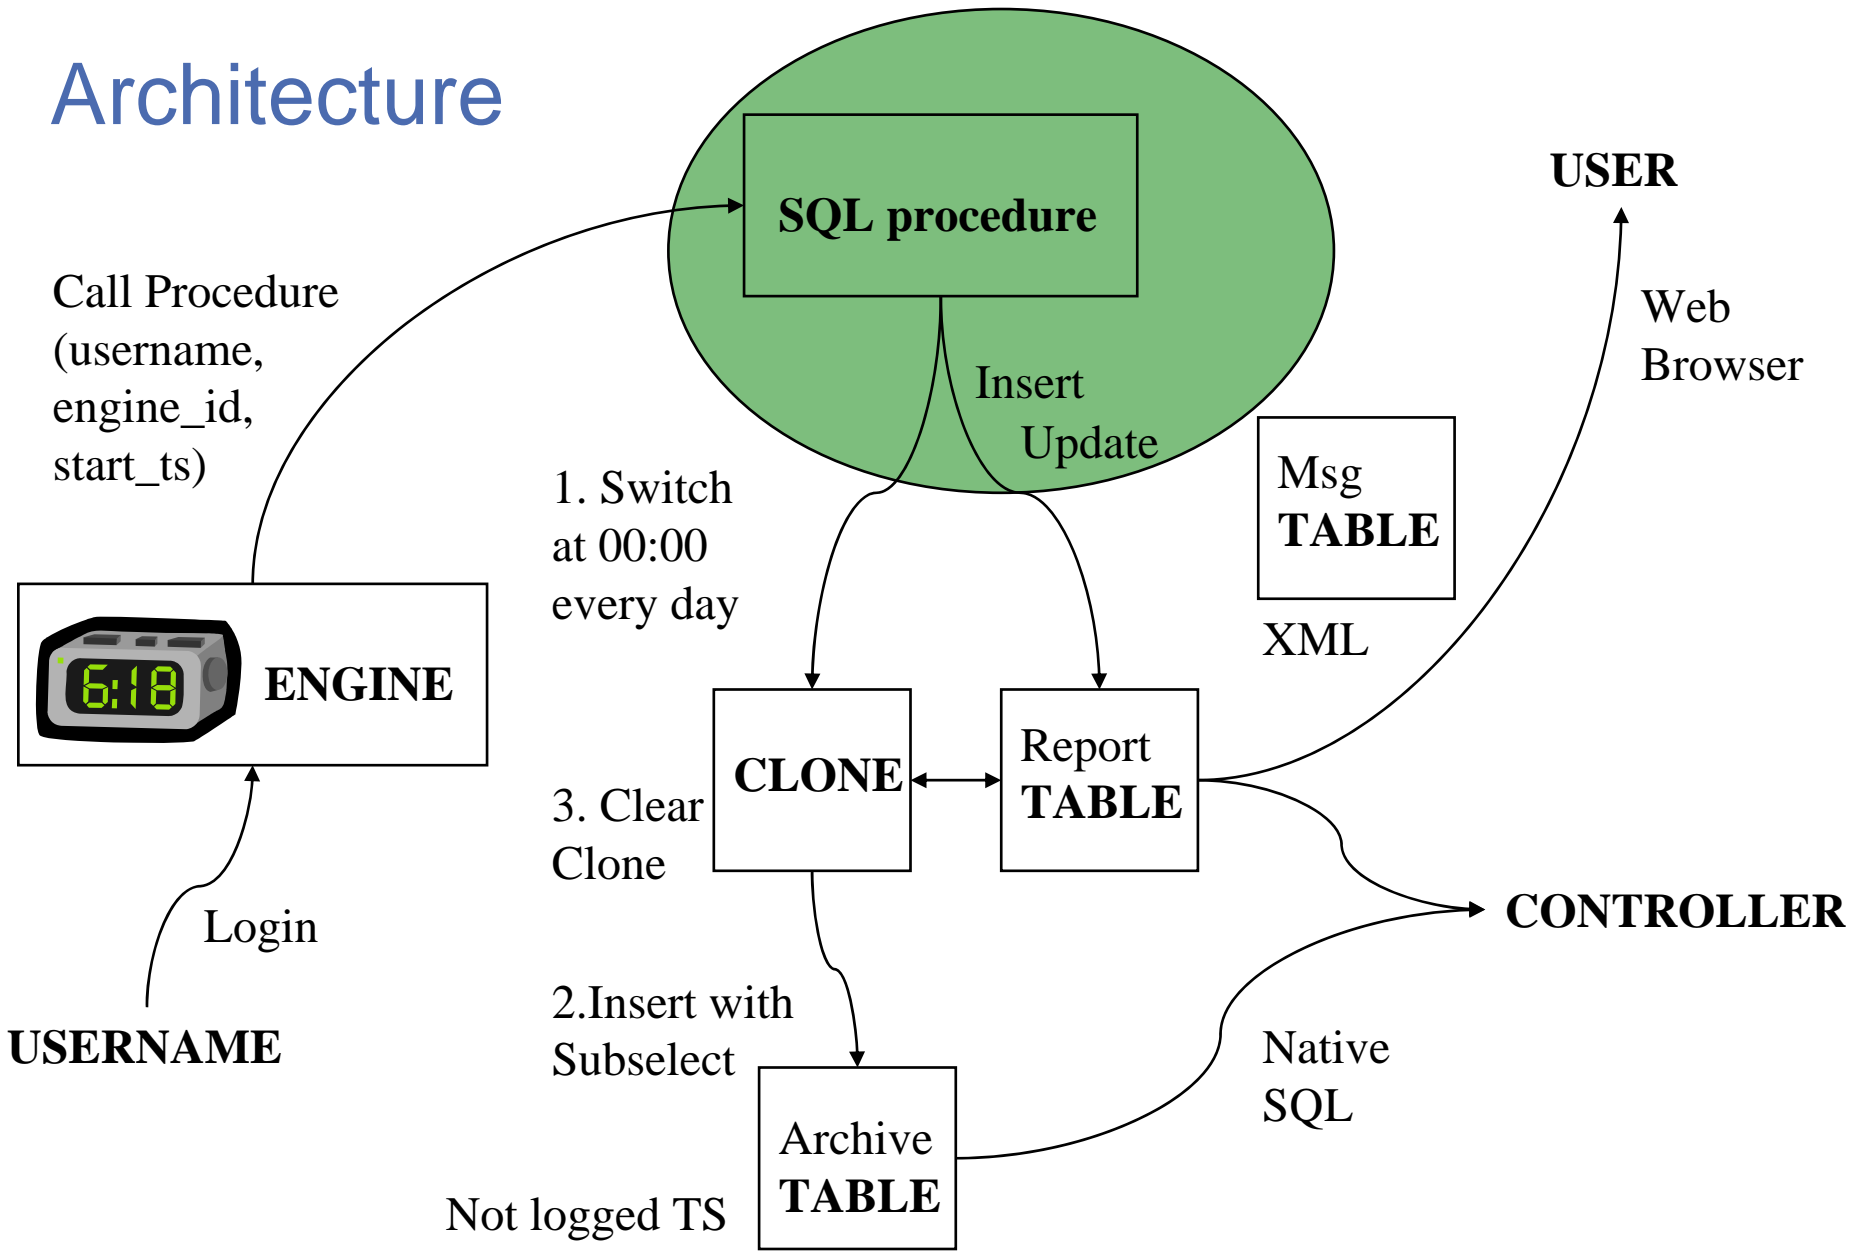 Architecture
SQL procedure
USER
Call Procedure
(username,
engine_id,
start_ts)
Web
Browser
Insert
Update
Msg
TABLE
1. Switch
at 00:00
every day
XML
6:18
ENGINE
CLONE
Report
TABLE
3. Clear
Clone
CONTROLLER
Login
USERNAME
2.Insert with
Subselect
Native
SQL
Archive
TABLE
Not logged TS